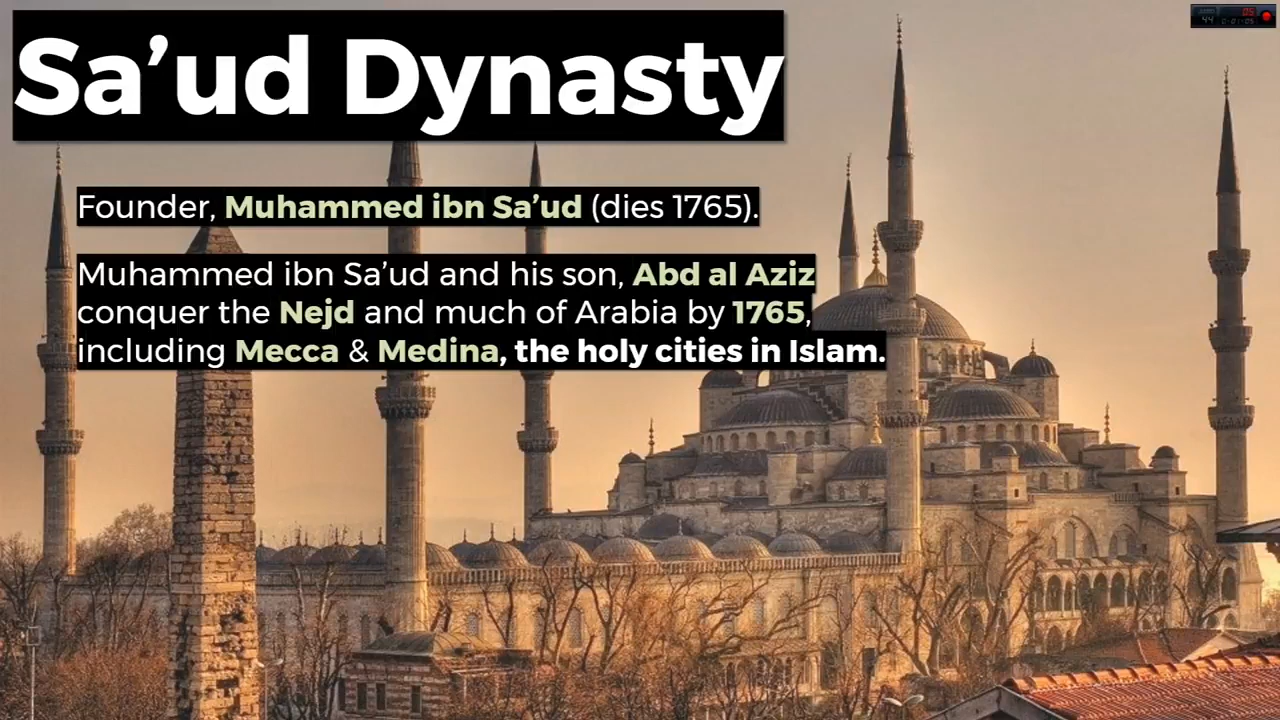 Sa’ud Dynasty
Founder, Muhammed ibn Sa’ud (dies 1765).
Muhammed ibn Sa’ud and his son, Abd al Aziz
conquer the Nejd and much of Arabia by 1765,
including Mecca & Medina, the holy cities in Islam.